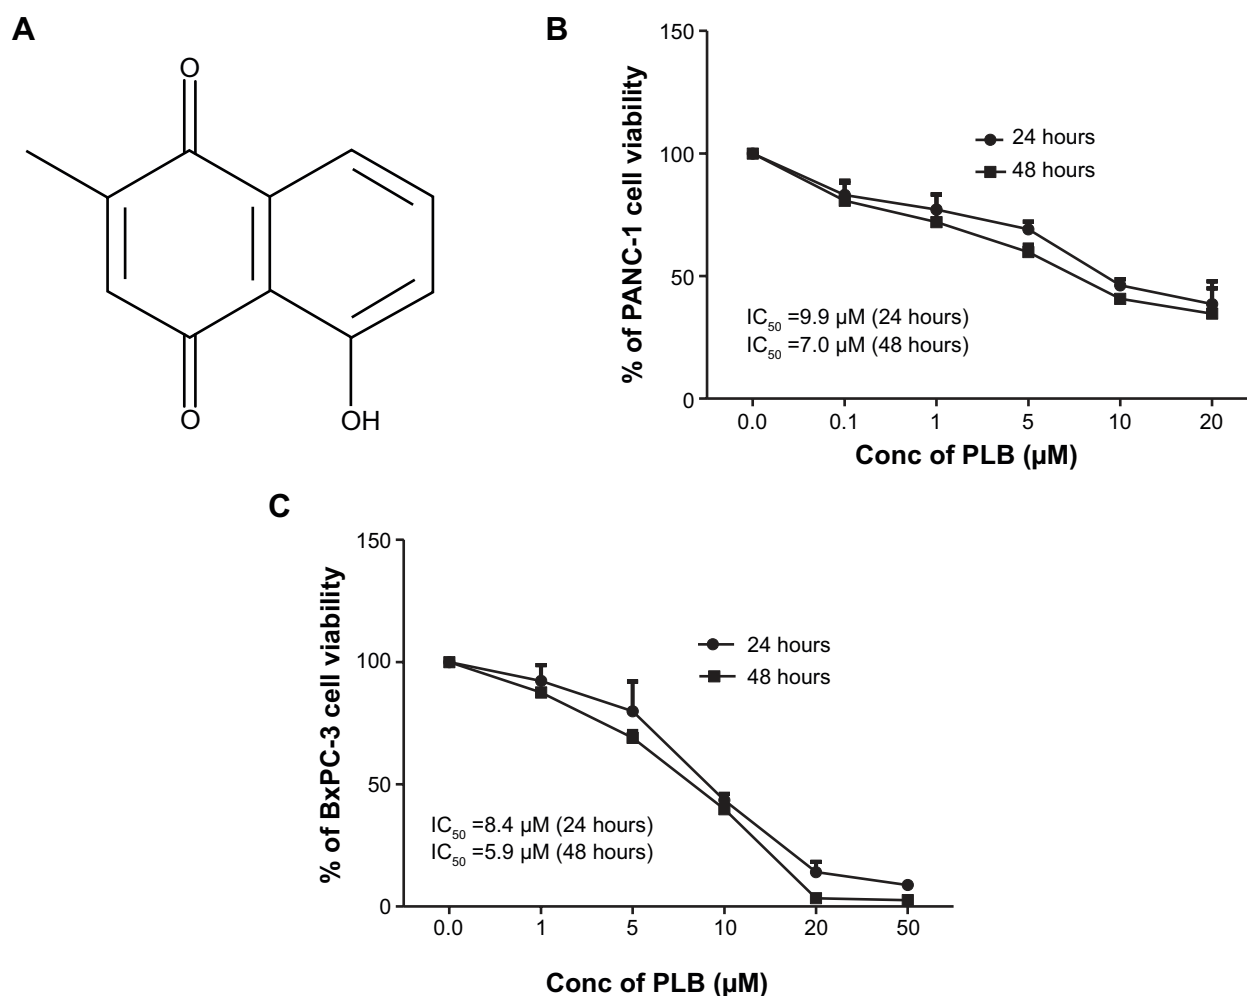 A
O
O
OH
B
150
100
50
0
% of PANC-1 cell viability
24 hours
48 hours
IC50 =9.9 µM (24 hours)
IC50 =7.0 µM (48 hours)
0.0 0.1 1 5 10 20
Conc of PLB (µM)
C
150
100
50
0
% of BxPC-3 cell viability
24 hours
48 hours
IC50 =8.4 µM (24 hours)
IC50 =5.9 µM (48 hours)
0.0 1 5 10 20 50
Conc of PLB (µM)